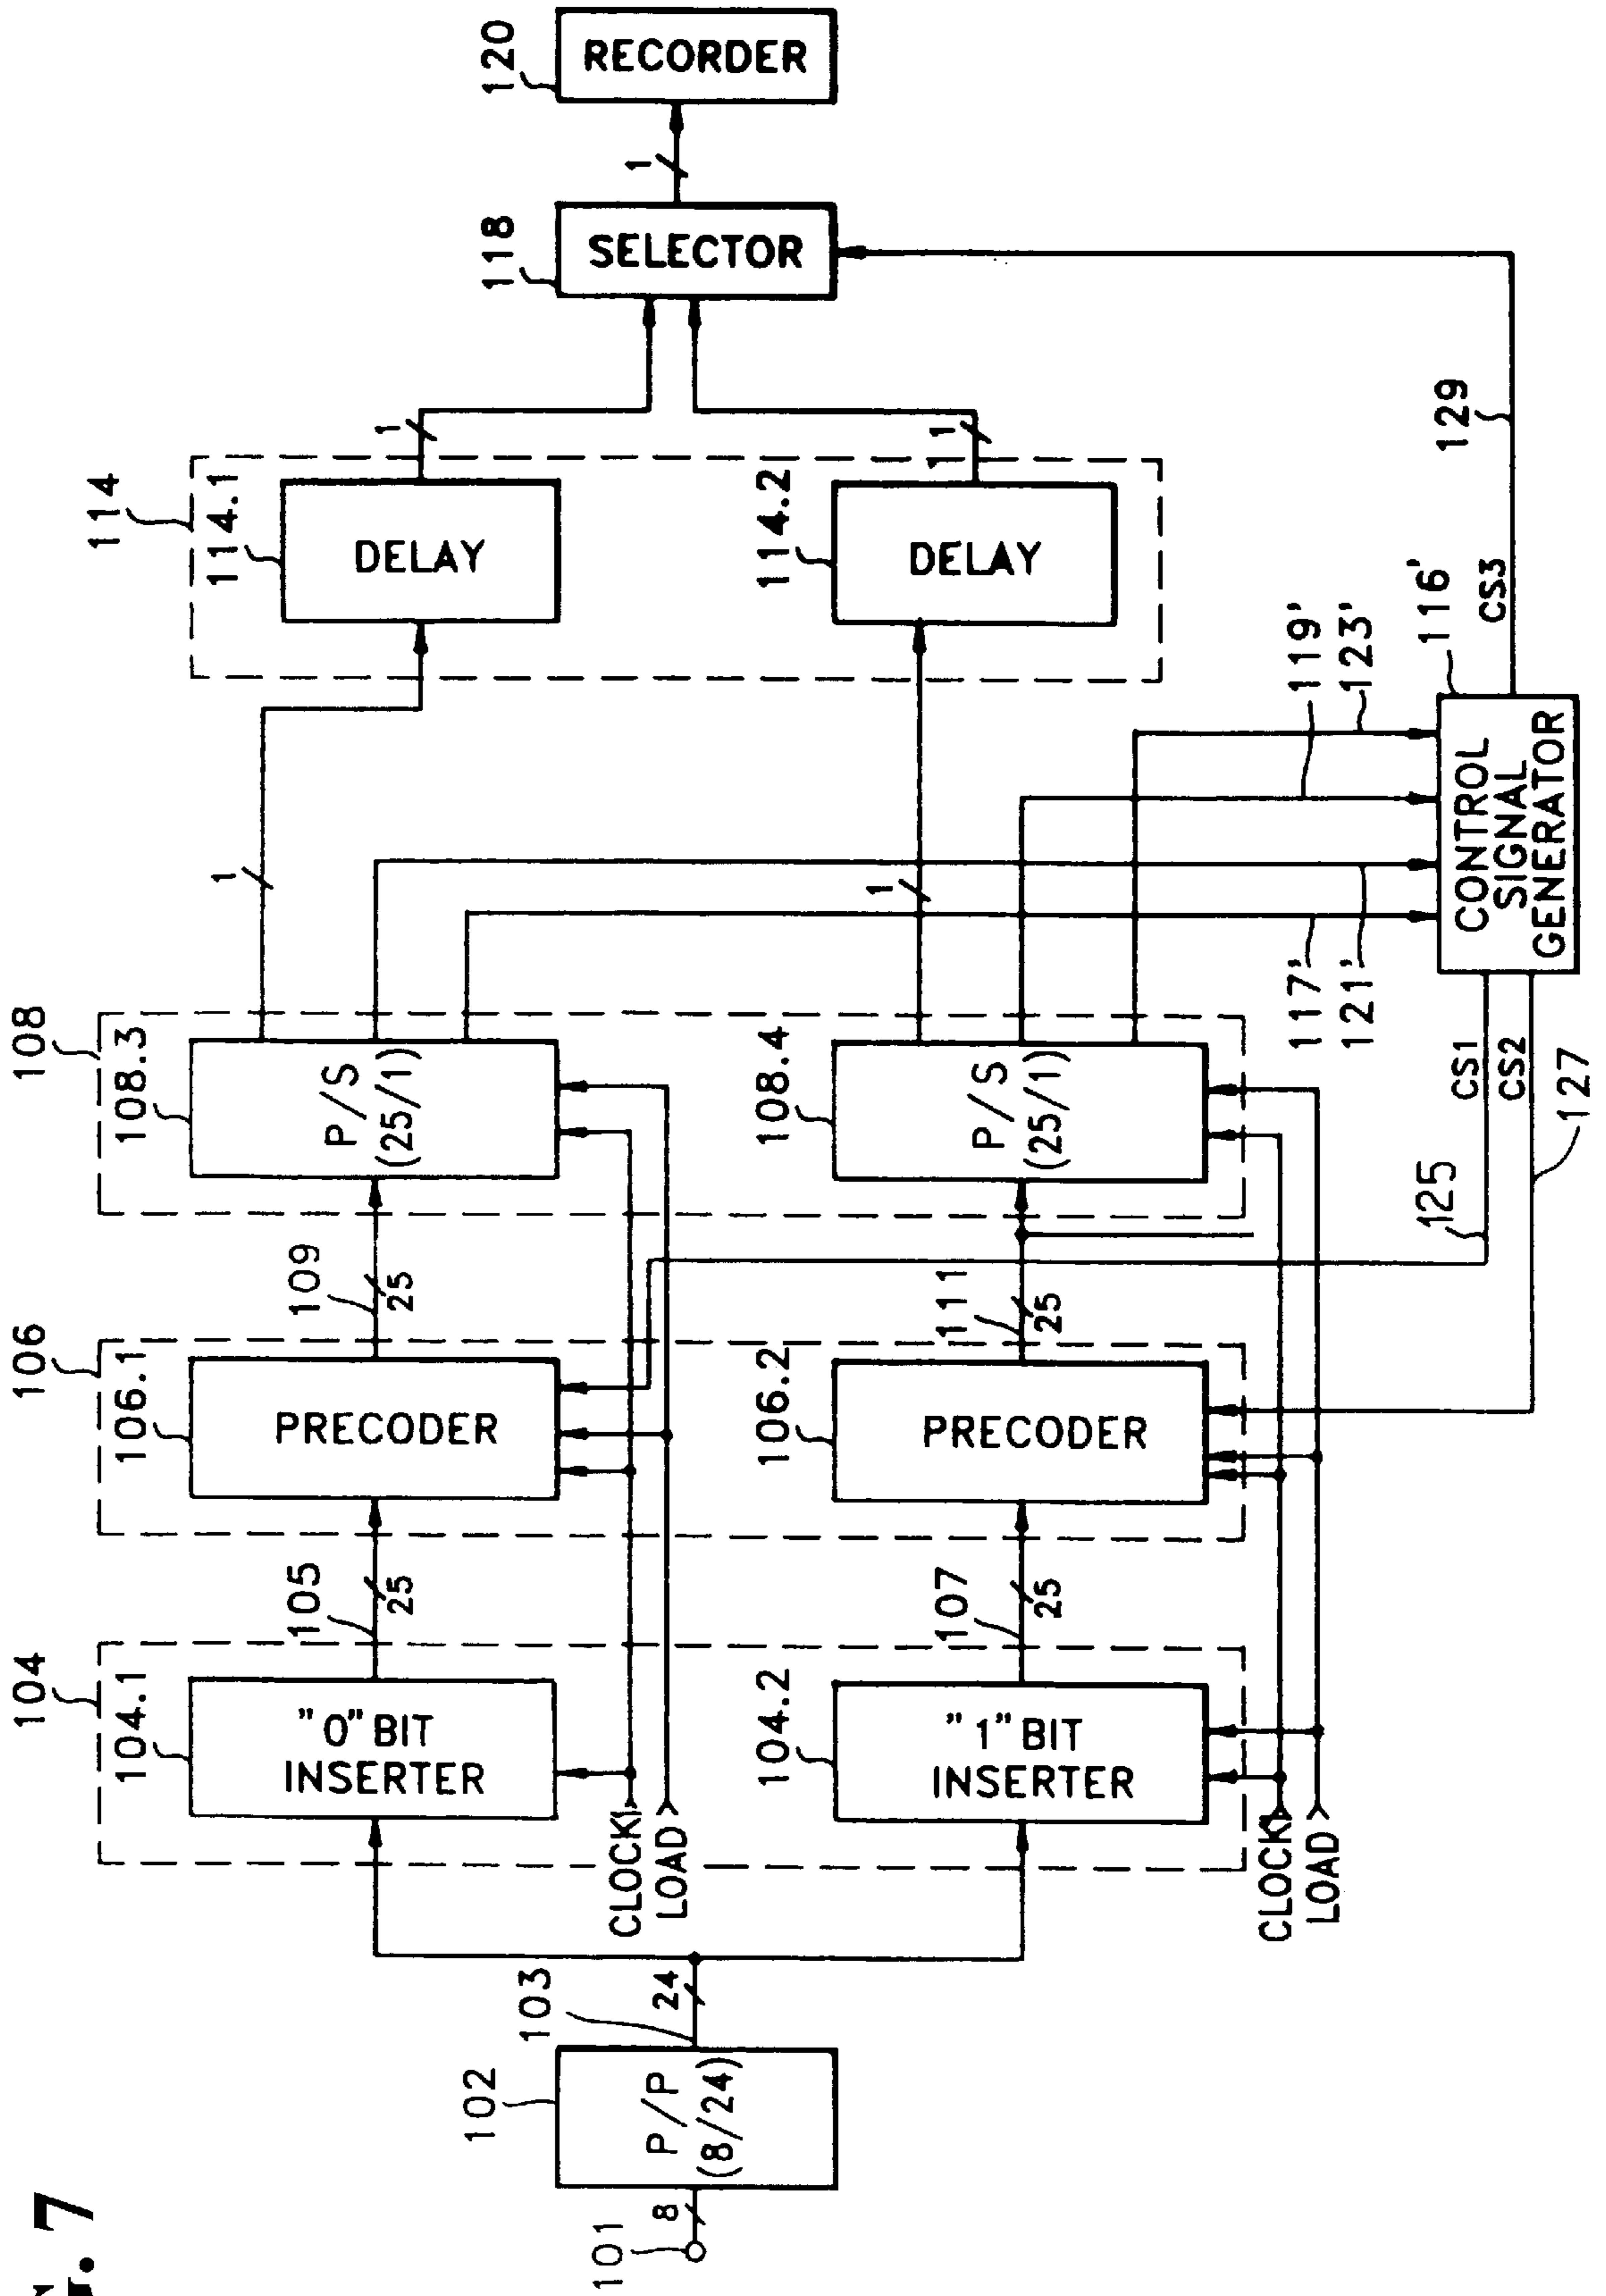 7
101
8
102
P/P
(8/24)
103
24
104
104.1
"0" BIT
INSERTER
104.2
"1" BIT
INSERTER
CLOCK
LOAD
CLOCK
LOAD
105
25
107
25
106
106.1
PRECODER
106.2
PRECODER
109
25
111
25
108
108.3
P/S
(25/1)
108.4
P/S
(25/1)
1
1
117'
121'
119'
123'
125
CS1
CS2
127
116'
CONTROL
SIGNAL
GENERATOR
CS3
129
114
114.1
DELAY
114.2
DELAY
1
1
118
SELECTOR
1
120
RECORDER